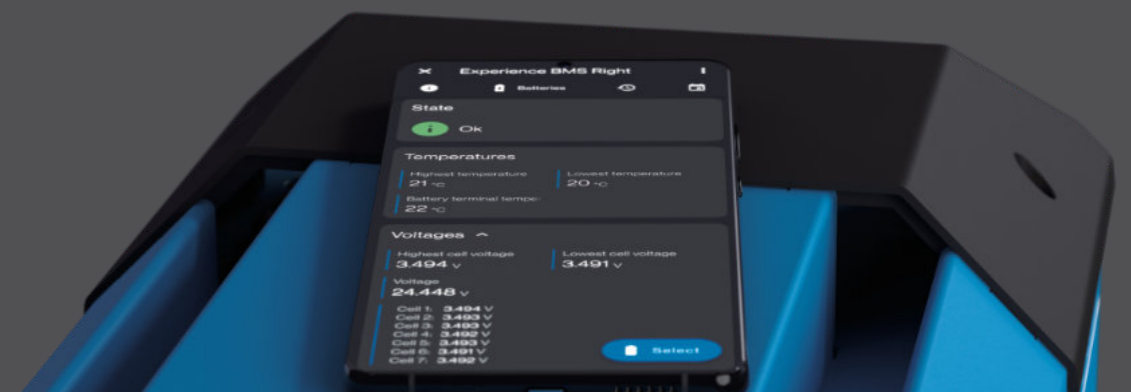 Experience BMS Right
Batteries
State
i Ok
Temperatures
Highest temperature Lowest temperature
21 °C 20 °C
Battery terminal tempe
22 °C
Voltages
Highest cell voltage Lowest cell voltage
3.494 V 3.491 V
Voltage
24.448 V
Cell 1: 3.494 V
Cell 2: 3.493 V
Cell 3: 3.493 V
Cell 4: 3.492 V
Cell 5: 3.493 V
Cell 6: 3.491 V
Cell 7: 3.492 V
Select